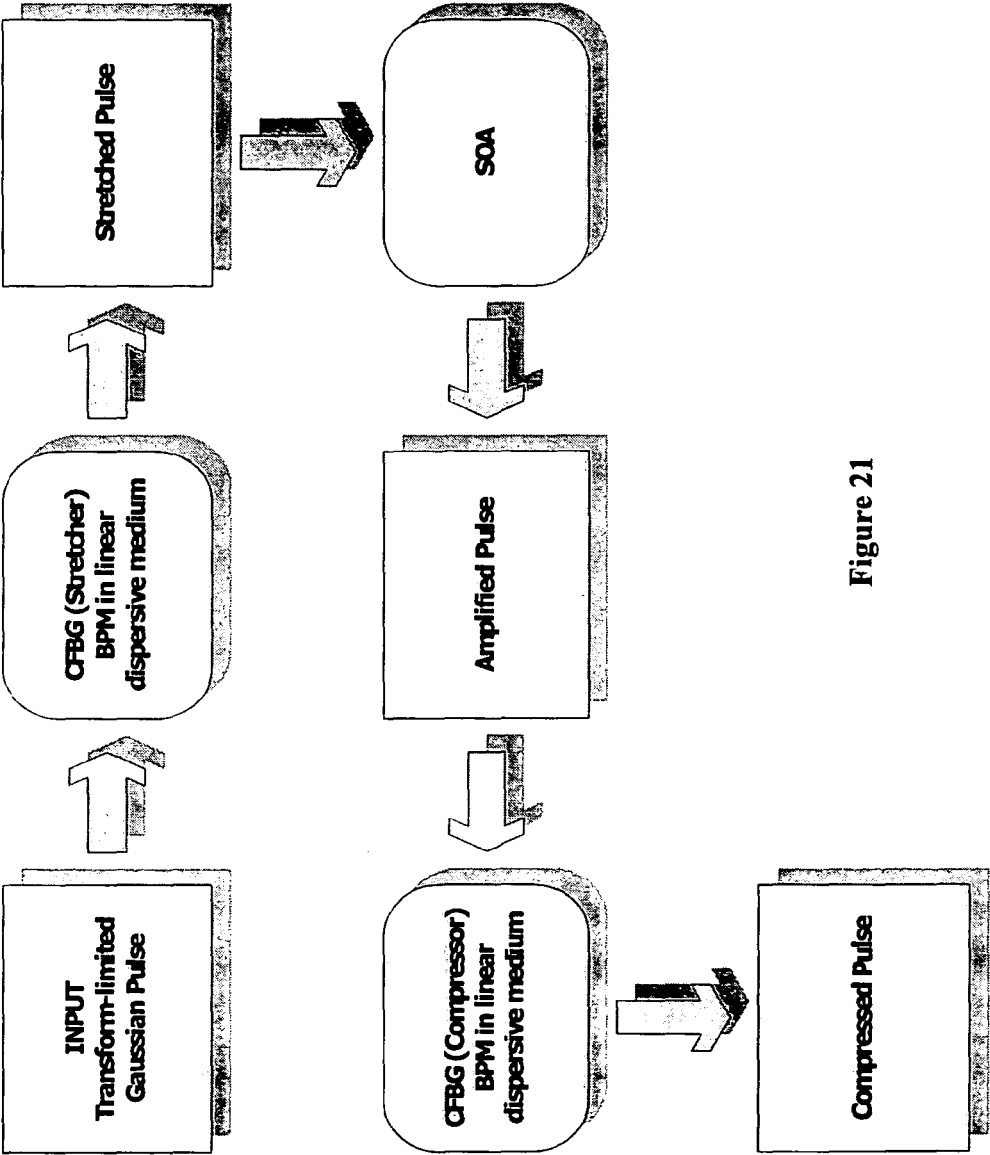 INPUT
Transform-limited
Gaussian Pulse
CFBG (Stretcher)
BPM in linear
dispersive medium
Stretched Pulse
SOA
Amplified Pulse
CFBG (Compressor)
BPM in linear
dispersive medium
Compressed Pulse
Figure 21